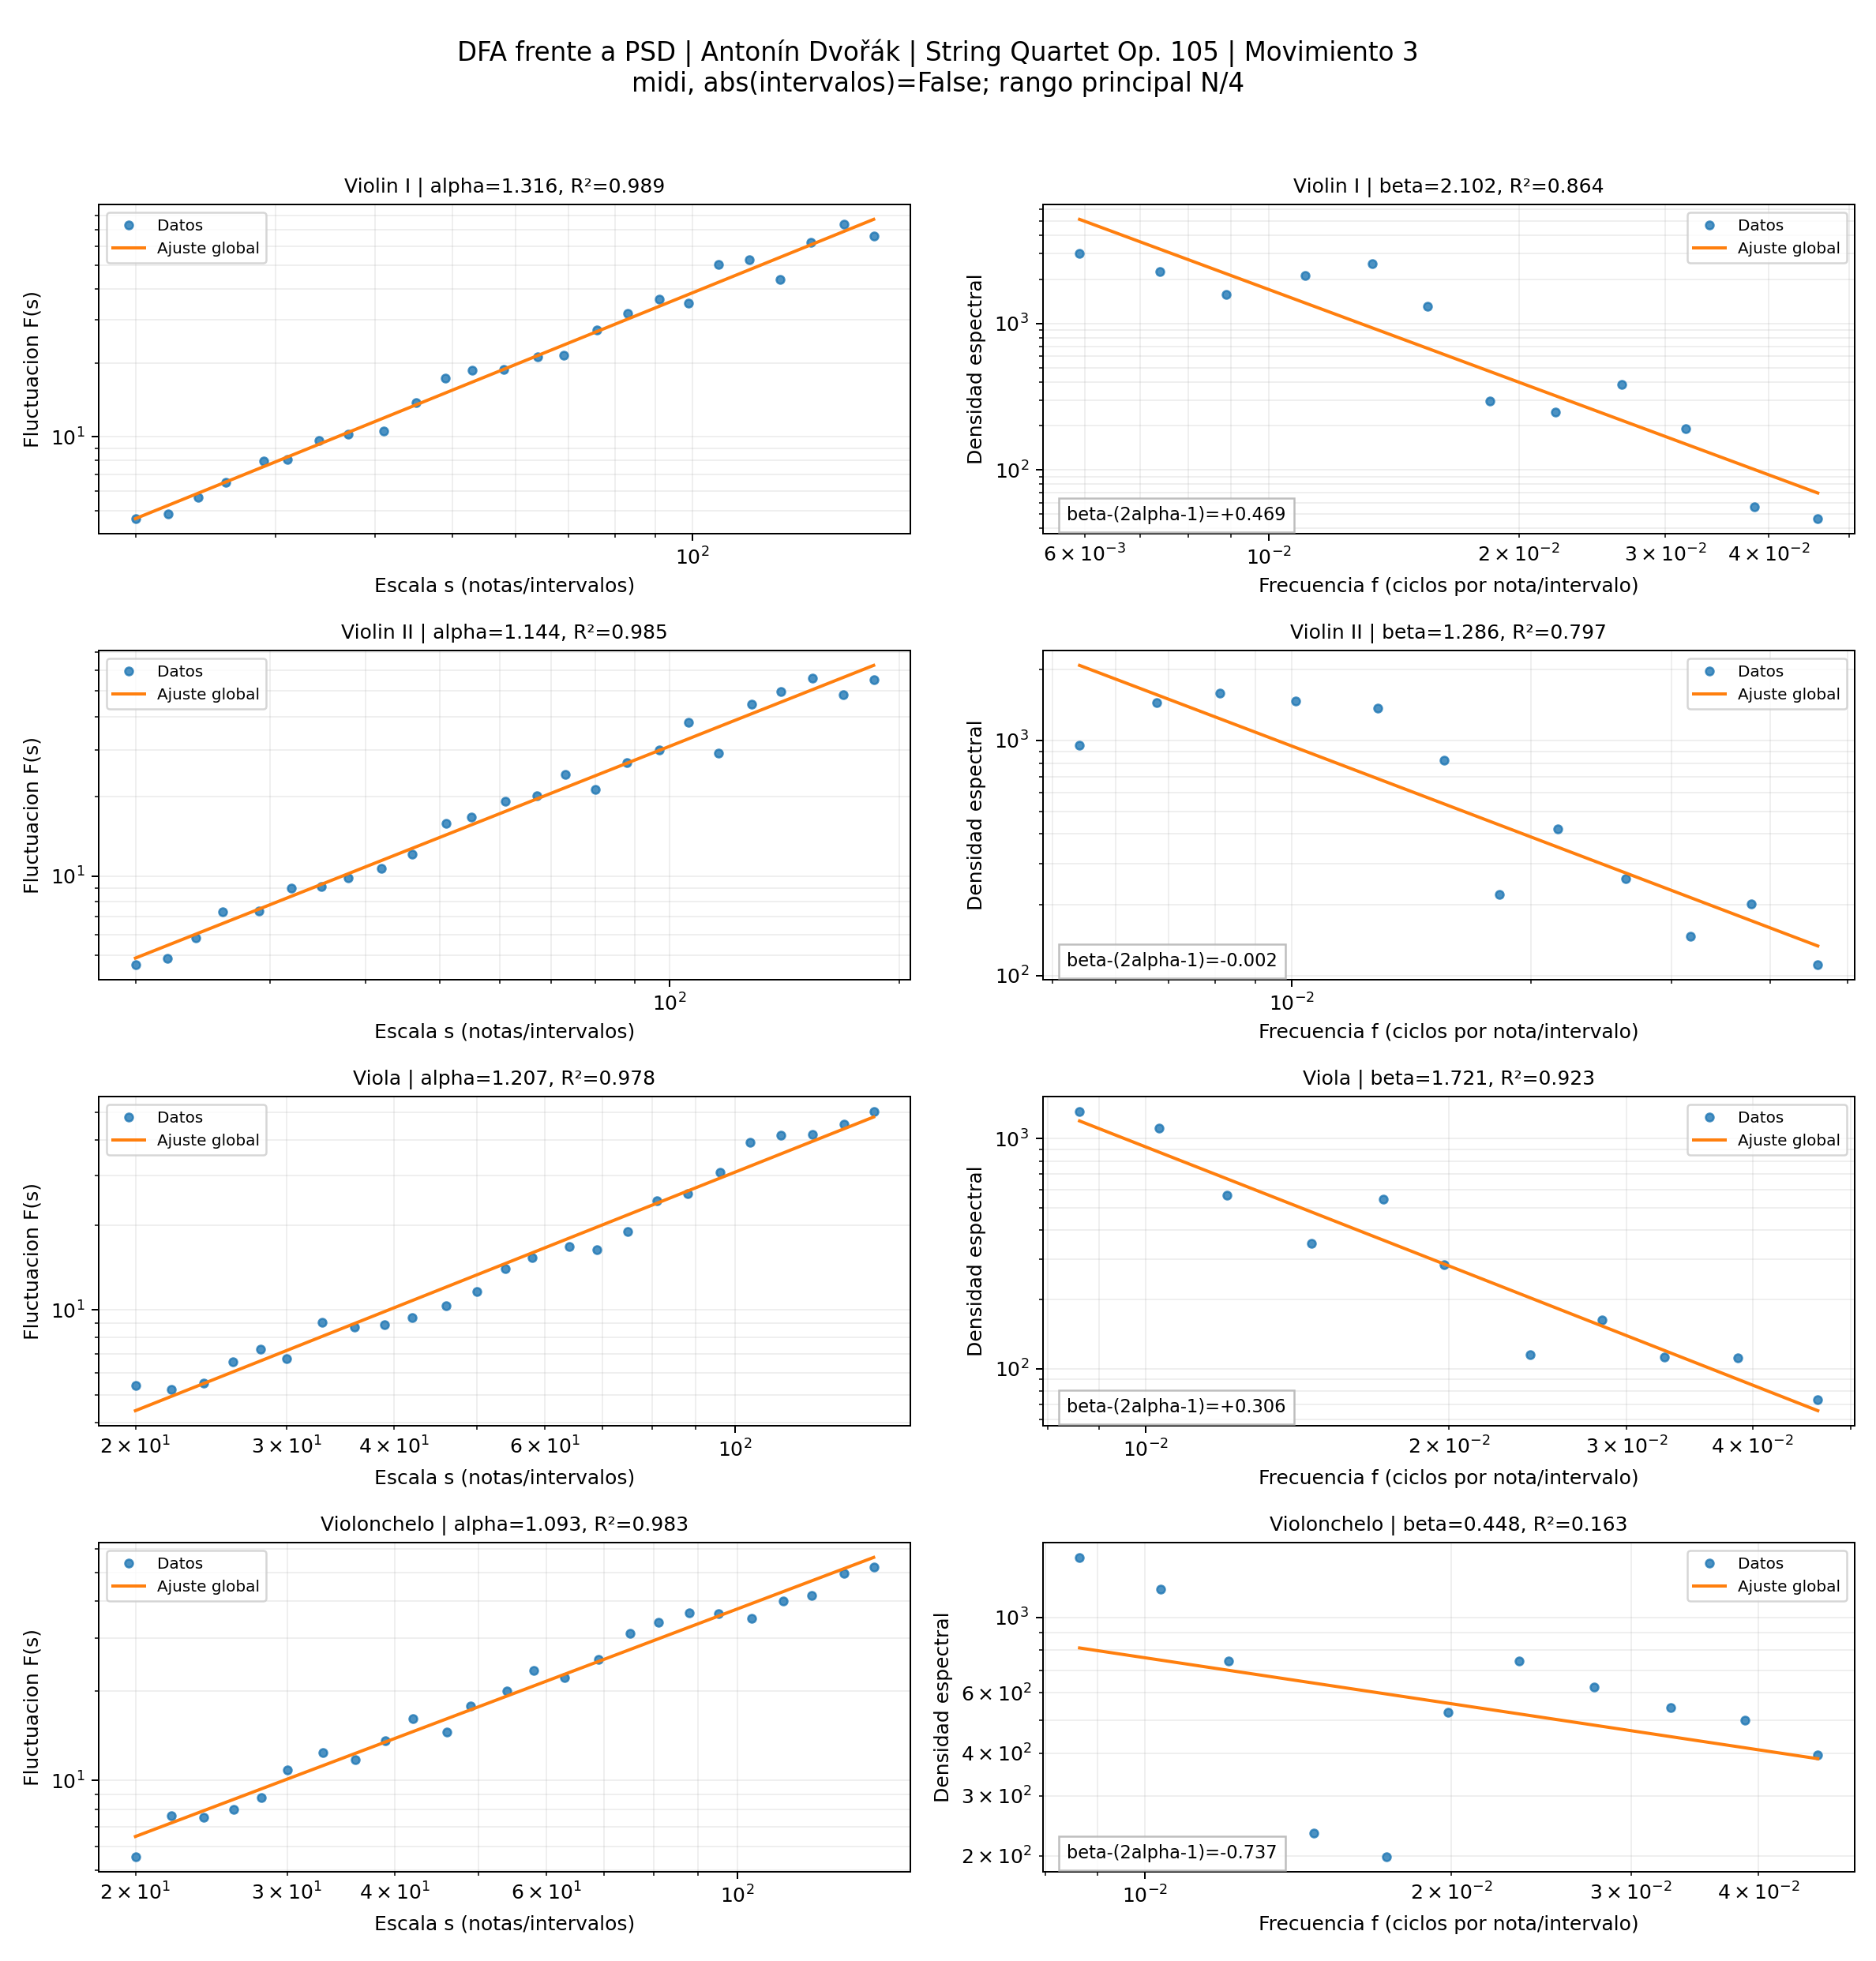 DFA frente a PSD | Antonín Dvořák | String Quartet Op. 105 | Movimiento 3
midi, abs(intervalos)=False; rango principal N/4
Violin I | alpha=1.316, R²=0.989
Datos
Ajuste global
Fluctuacion F(s)
10¹
10²
Escala s (notas/intervalos)
Violin I | beta=2.102, R²=0.864
Datos
Ajuste global
Densidad espectral
10³
10²
beta-(2alpha-1)=+0.469
6 × 10⁻³ 10⁻² 2 × 10⁻² 3 × 10⁻² 4 × 10⁻²
Frecuencia f (ciclos por nota/intervalo)
Violin II | alpha=1.144, R²=0.985
Datos
Ajuste global
Fluctuacion F(s)
10¹
10²
Escala s (notas/intervalos)
Violin II | beta=1.286, R²=0.797
Datos
Ajuste global
Densidad espectral
10³
10²
beta-(2alpha-1)=-0.002
10⁻²
Frecuencia f (ciclos por nota/intervalo)
Viola | alpha=1.207, R²=0.978
Datos
Ajuste global
Fluctuacion F(s)
10¹
2 × 10¹ 3 × 10¹ 4 × 10¹ 6 × 10¹ 10²
Escala s (notas/intervalos)
Viola | beta=1.721, R²=0.923
Datos
Ajuste global
Densidad espectral
10³
10²
beta-(2alpha-1)=+0.306
10⁻² 2 × 10⁻² 3 × 10⁻² 4 × 10⁻²
Frecuencia f (ciclos por nota/intervalo)
Violonchelo | alpha=1.093, R²=0.983
Datos
Ajuste global
Fluctuacion F(s)
10¹
2 × 10¹ 3 × 10¹ 4 × 10¹ 6 × 10¹ 10²
Escala s (notas/intervalos)
Violonchelo | beta=0.448, R²=0.163
Datos
Ajuste global
Densidad espectral
10³
6 × 10²
4 × 10²
3 × 10²
2 × 10²
beta-(2alpha-1)=-0.737
10⁻² 2 × 10⁻² 3 × 10⁻² 4 × 10⁻²
Frecuencia f (ciclos por nota/intervalo)